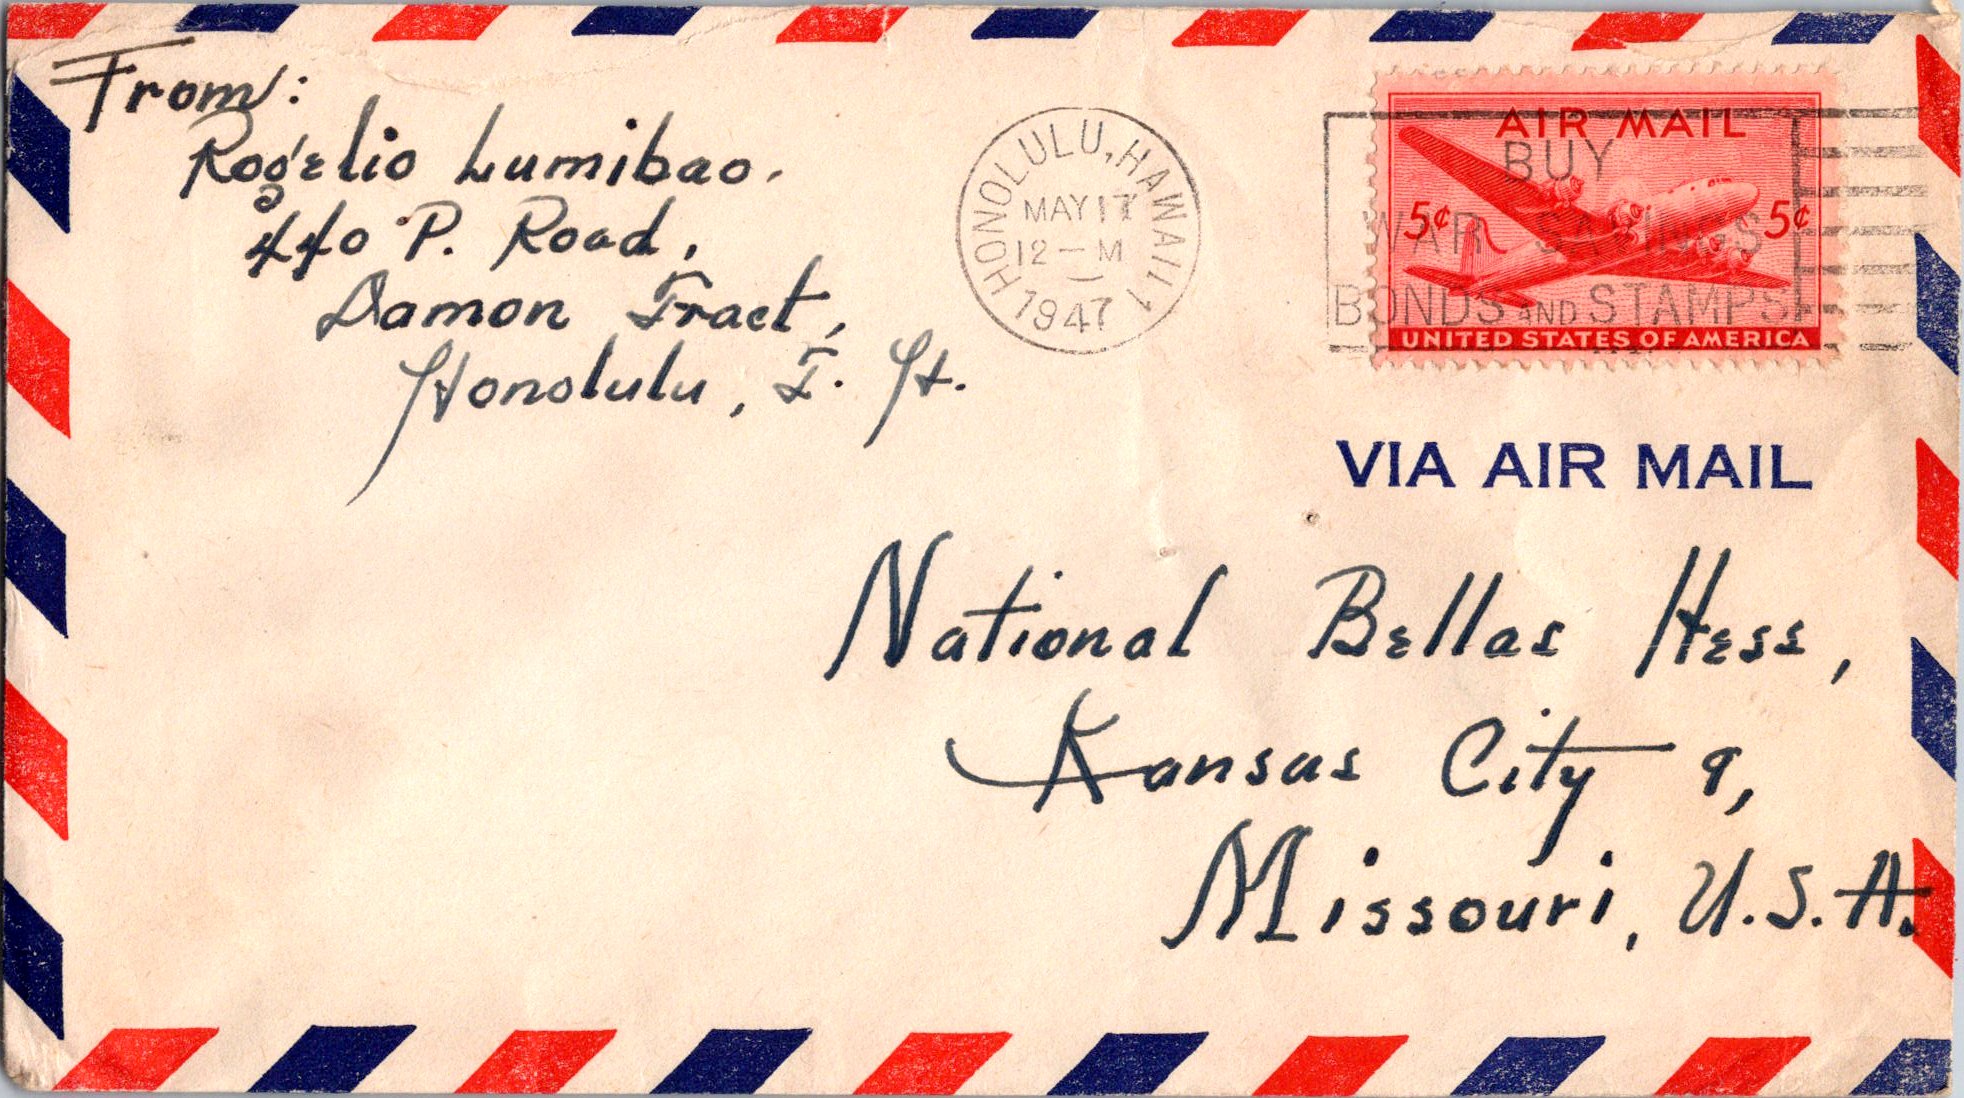 From:
Rogelio Lumibao.
440 P. Road,
Damon Tract,
Honolulu, T. H.
HONOLULU, HAWAII 1
MAY 17
12 - M
1947
AIR MAIL
BUY
WAR SAVINGS
BONDS AND STAMPS
5¢ 5¢
UNITED STATES OF AMERICA
VIA AIR MAIL
National Bellas Hess,
Kansas City 9,
Missouri, U.S.A.